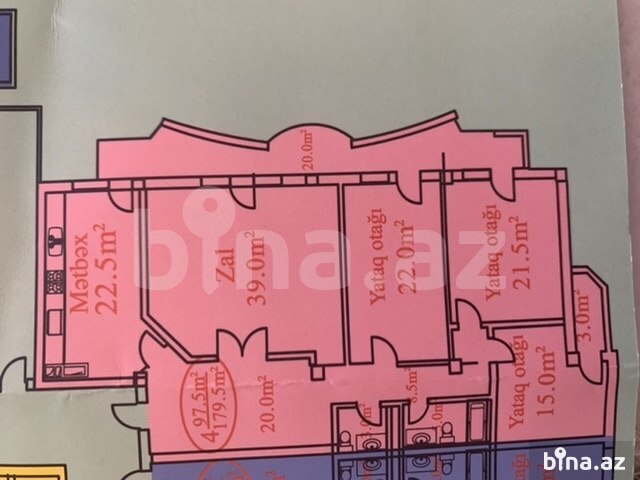 20.0m²
Mətbəx
22.5m²
Zal
39.0m²
Yataq otağı
22.0m²
Yataq otağı
21.5m²
3.0m²
Yataq otağı
15.0m²
4 97.5m²
179.5m²
20.0m²
bina.az
bina.az